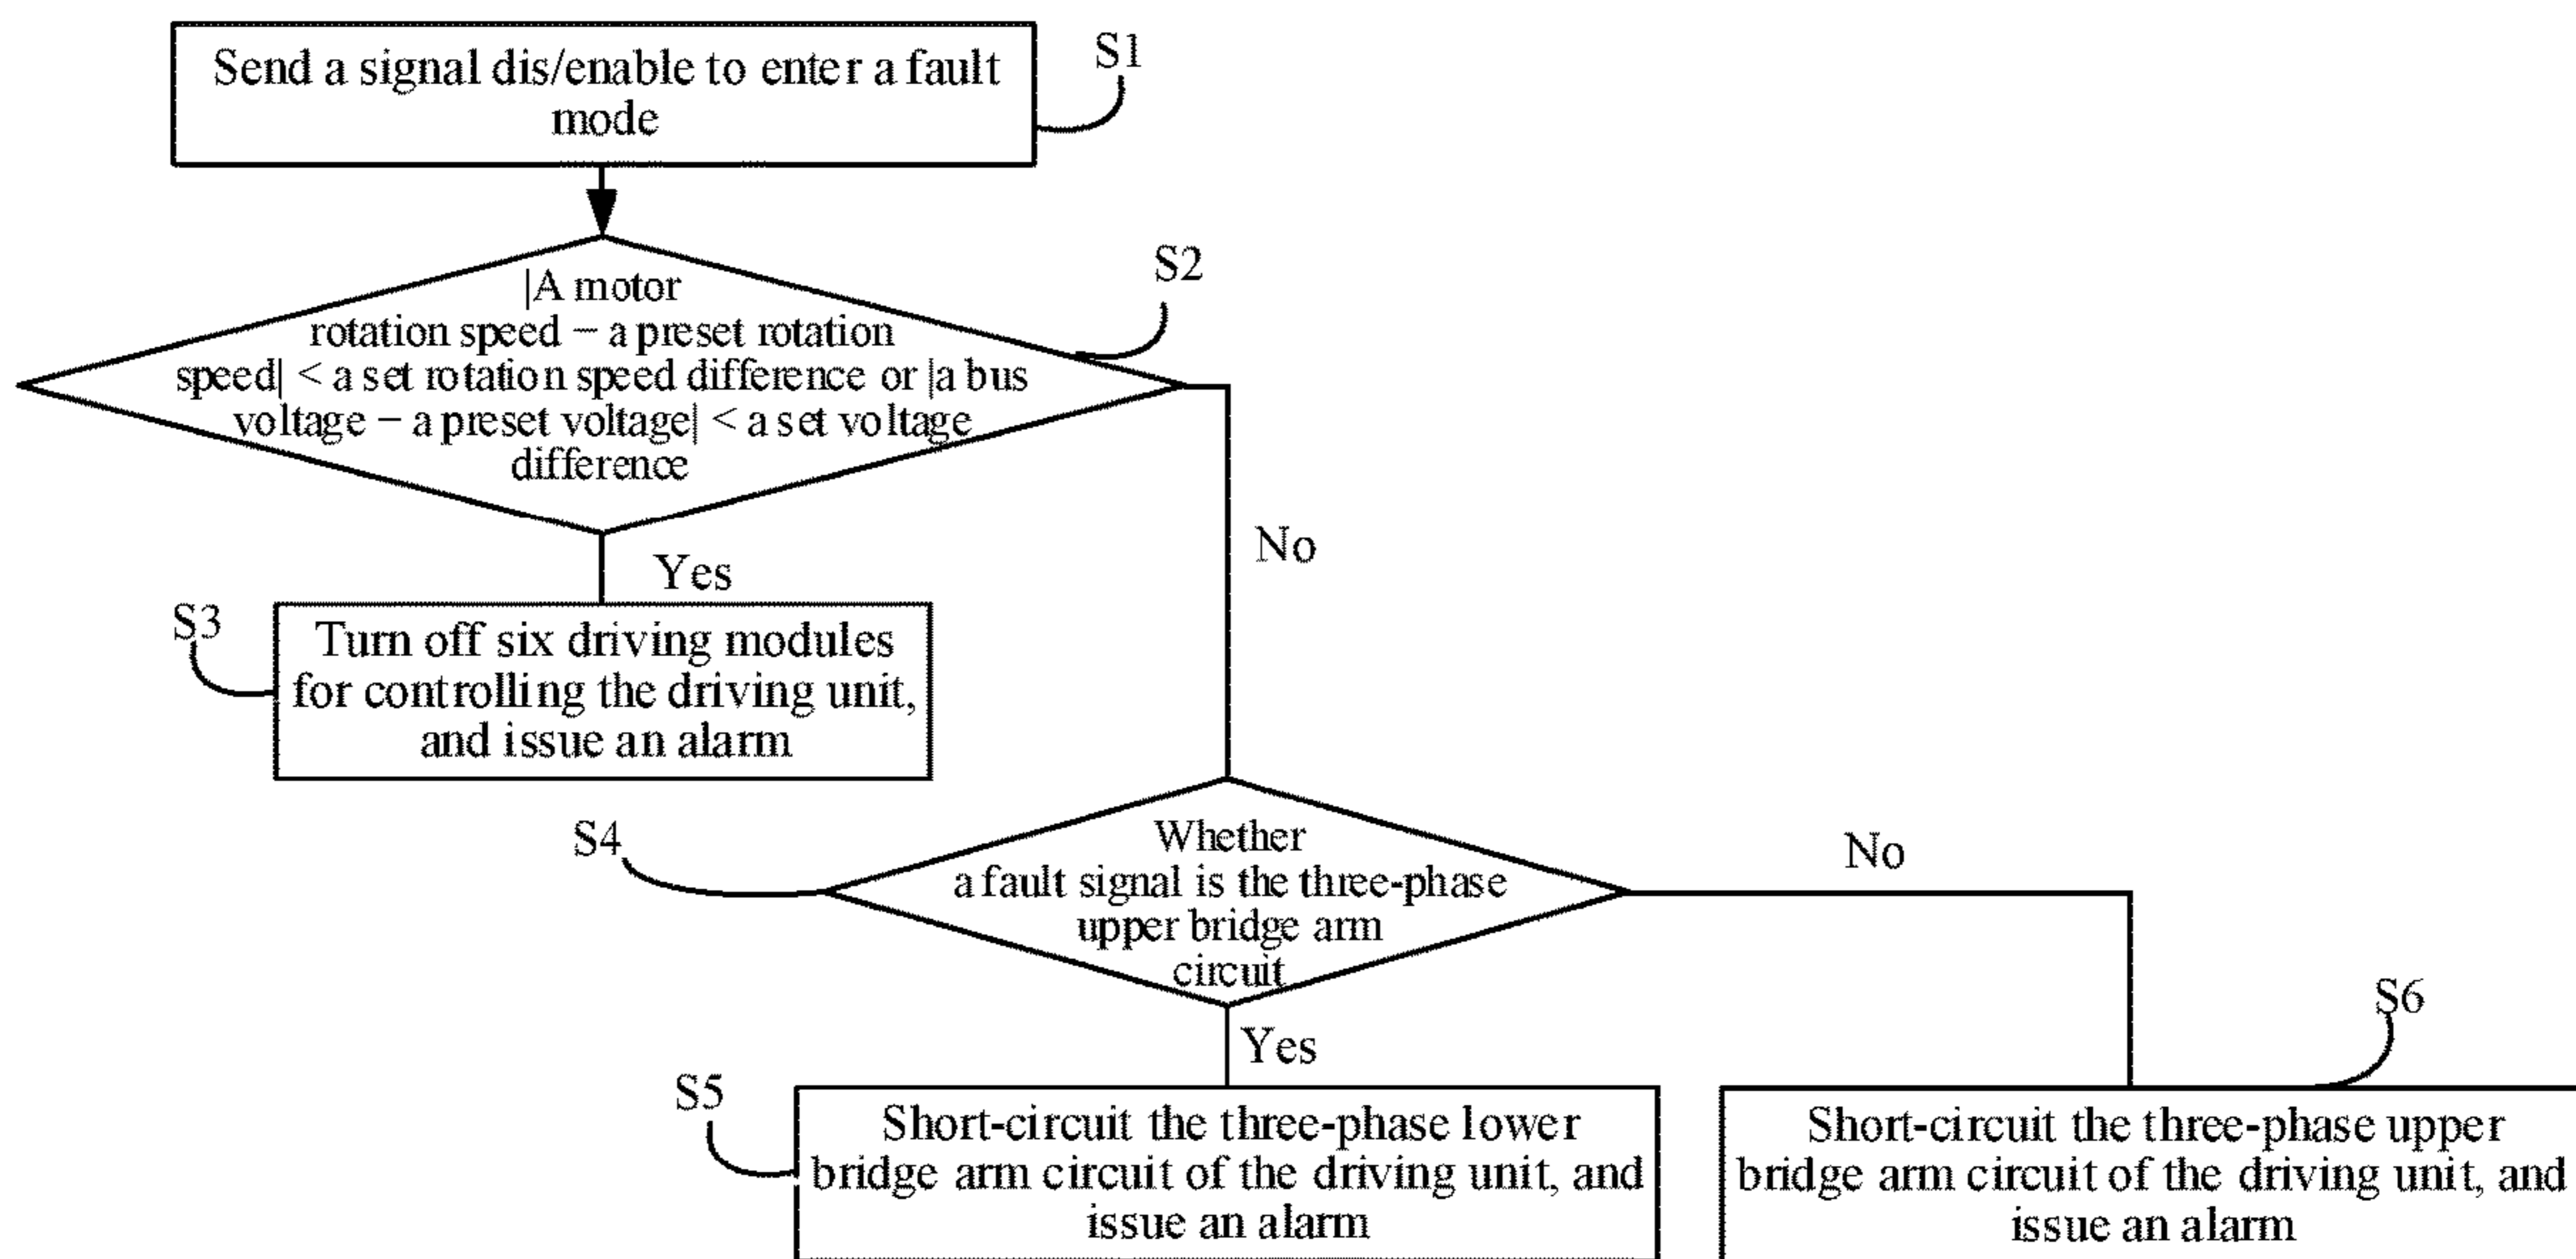 Send a signal dis/enable to enter a fault
mode
S1
|A motor
rotation speed − a preset rotation
speed| < a set rotation speed difference or |a bus
voltage − a preset voltage| < a set voltage
difference
S2
Yes
No
S3
Turn off six driving modules
for controlling the driving unit,
and issue an alarm
S4
Whether
a fault signal is the three-phase
upper bridge arm
circuit
No
Yes
S5
Short-circuit the three-phase lower
bridge arm circuit of the driving unit, and
issue an alarm
S6
Short-circuit the three-phase upper
bridge arm circuit of the driving unit, and
issue an alarm